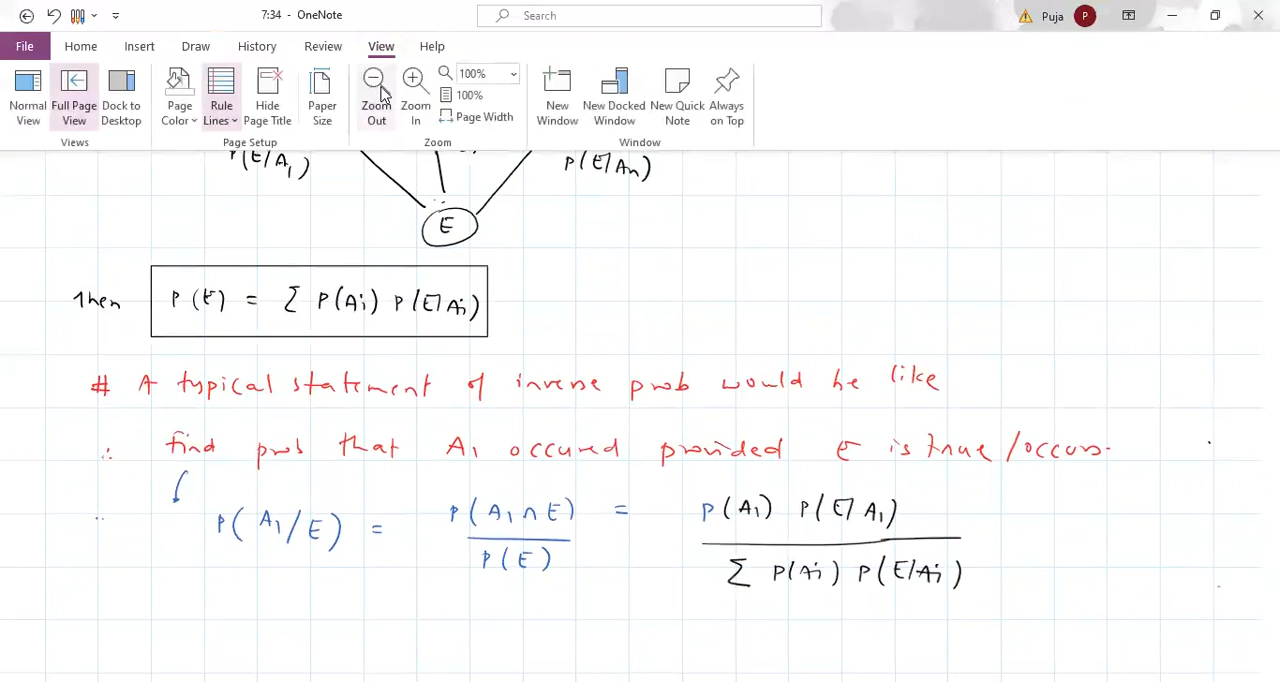 7:34 - OneNote
Search
Puja P
File Home Insert Draw History Review View Help
Normal View
Full Page View
Dock to Desktop
Page Color
Rule Lines
Hide Page Title
Paper Size
Zoom Out
Zoom In
100%
100%
Page Width
New Window
New Docked Window
New Quick Note
Always on Top
Views Page Setup Zoom Window
P(E/A1) P(E/An)
E
Then P(E) = Σ P(Ai) P(E/Ai)
# A typical statement of inverse prob would be like
∴ find prob that A1 occured provided E is true/occurs.
P(A1/E) = P(A1 ∩ E) / P(E) = P(A1) P(E/A1) / Σ P(Ai) P(E/Ai)